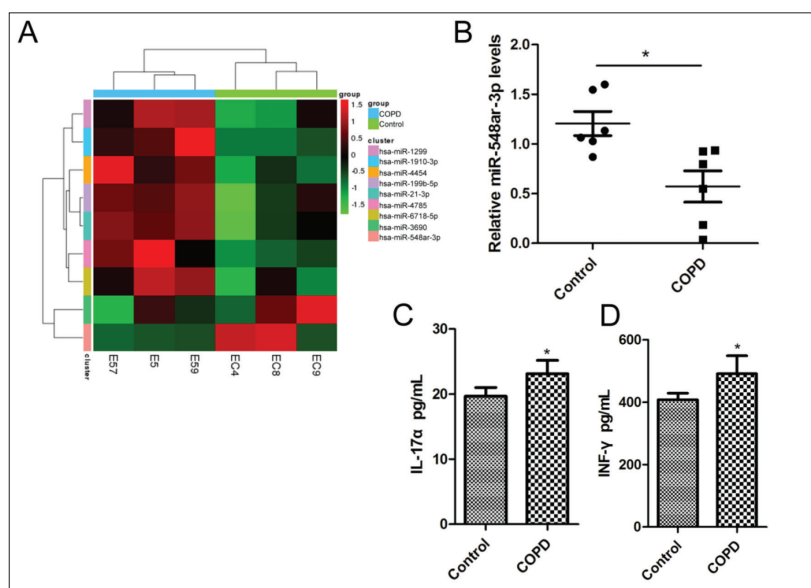 A
1.5
1
0.5
0
-0.5
-1
-1.5
group
group
COPD
Control
cluster
hsa-miR-1299
hsa-miR-1910-3p
hsa-miR-4454
hsa-miR-199b-5p
hsa-miR-21-3p
hsa-miR-4785
hsa-miR-6718-5p
hsa-miR-3690
hsa-miR-548ar-3p
cluster
E57
E5
E59
EC4
EC8
EC9
B
Relative miR-548ar-3p levels
2.0
1.5
1.0
0.5
0.0
*
Control
COPD
C
IL-17α pg/mL
30
20
10
0
*
Control
COPD
D
INF-γ pg/mL
600
400
200
0
*
Control
COPD